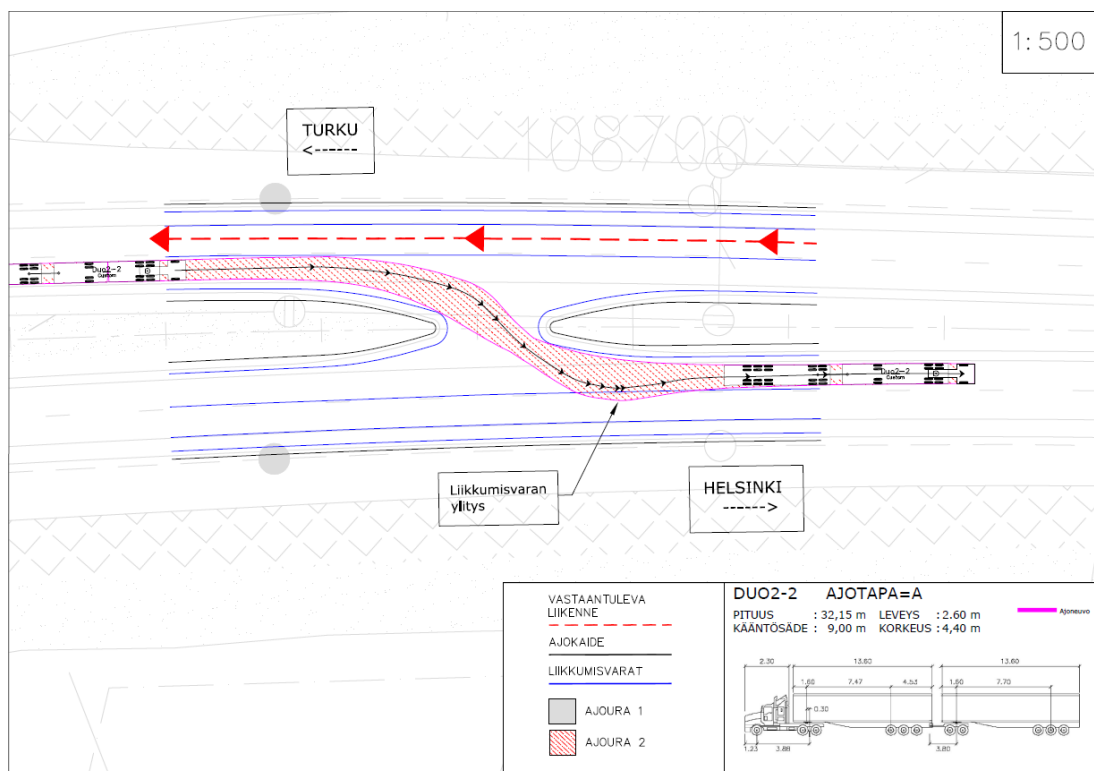 1:500
108700
TURKU
<------
Duo2-2
Custom
Duo2-2
Custom
Liikkumisvaran
ylitys
HELSINKI
------>
VASTAANTULEVA
LIIKENNE
AJOKAIDE
LIIKKUMISVARAT
AJOURA 1
AJOURA 2
DUO2-2 AJOTAPA=A
PITUUS : 32,15 m LEVEYS : 2.60 m
KÄÄNTÖSÄDE : 9,00 m KORKEUS : 4,40 m
Ajoneuvo
2.30 13.60 13.60
1.60 7.47 4.53 1.60 7.70
0.30
1.23 3.88 3.80